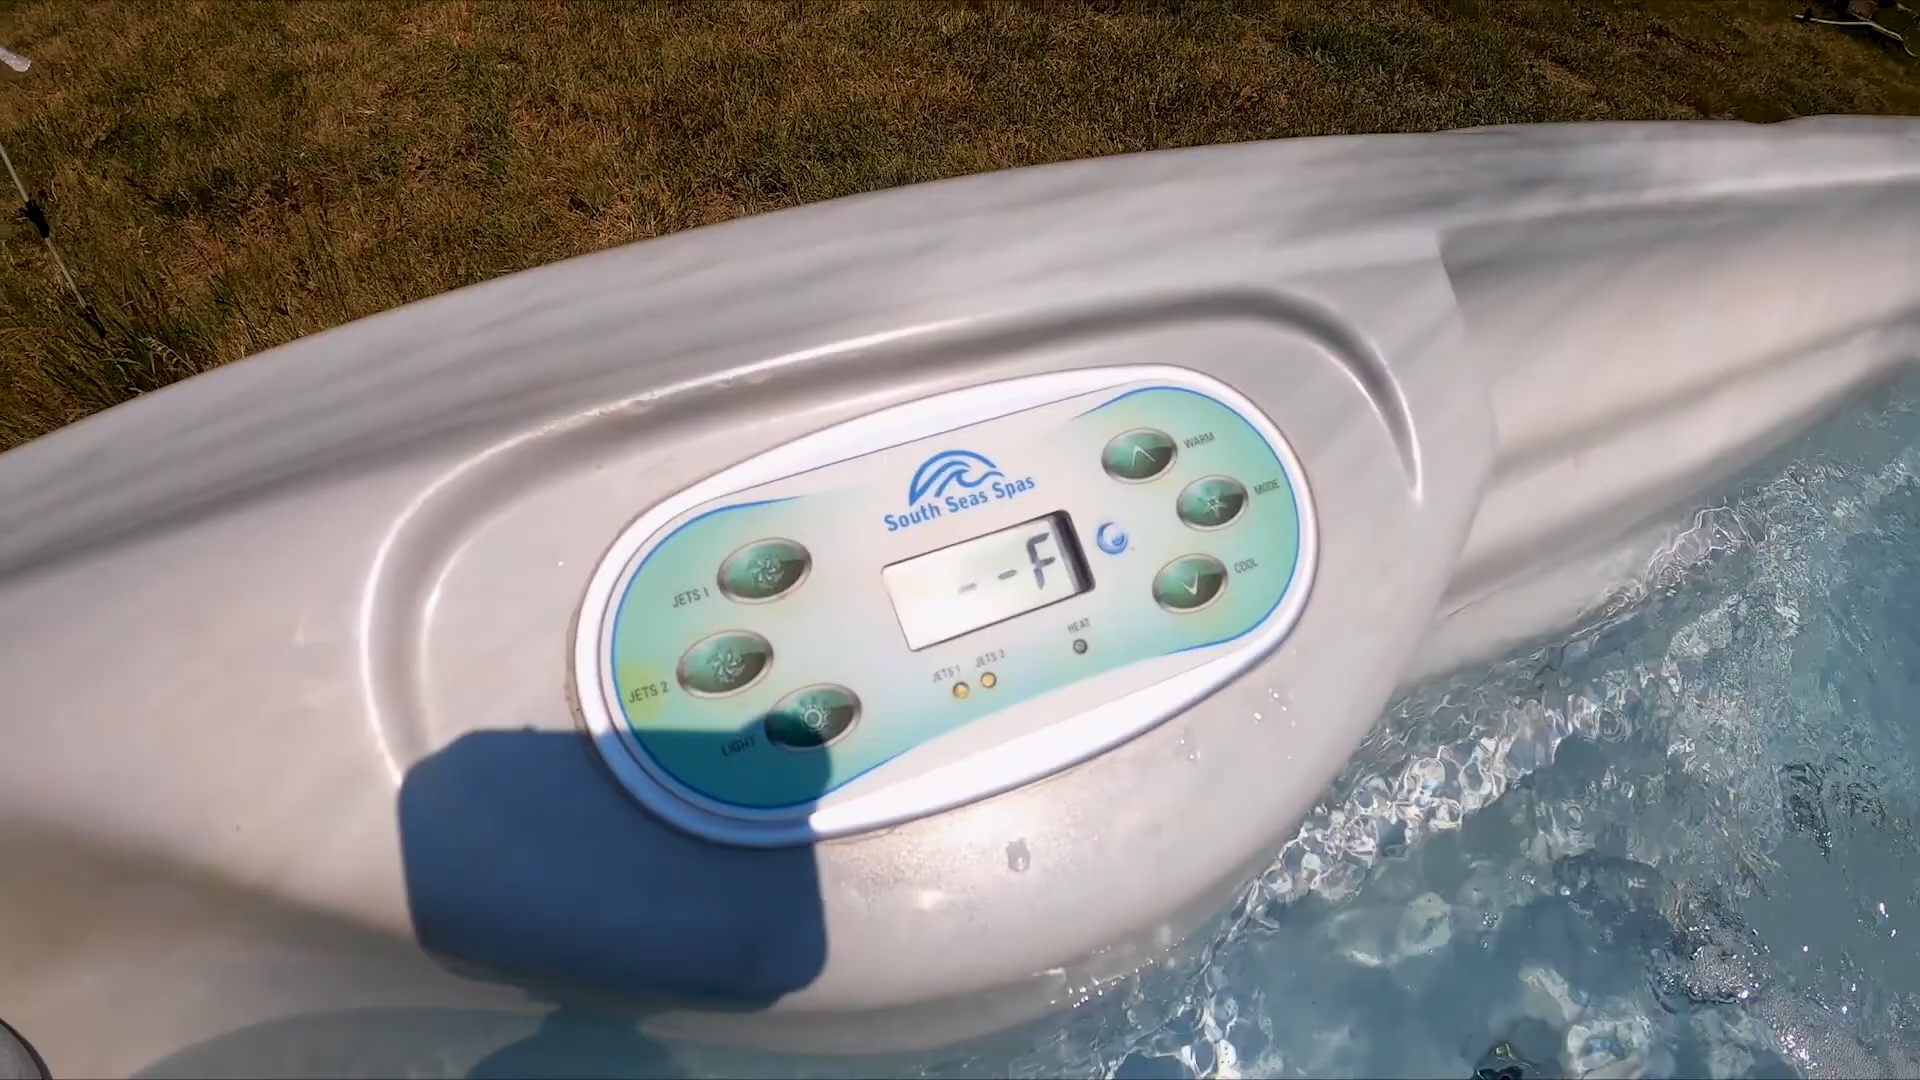 South Seas Spas
WARM
MODE
COOL
--F
JETS 1
JETS 2
LIGHT
JETS 1
JETS 2
HEAT